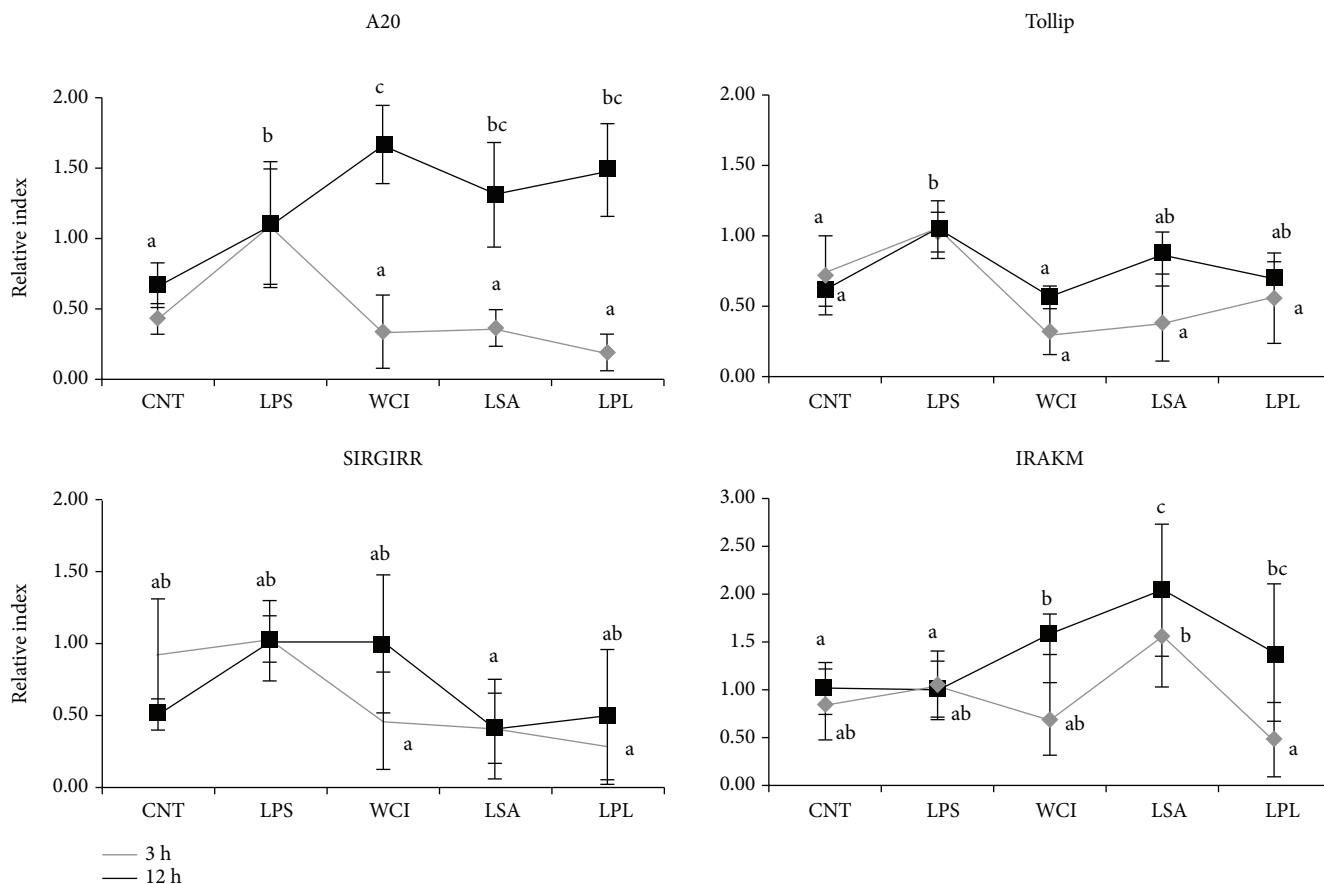 A20
Relative index
2.00
1.50
1.00
0.50
0.00
a
b
c
bc
bc
a
a
a
CNT
LPS
WCI
LSA
LPL
Tollip
2.00
1.50
1.00
0.50
0.00
a
b
a
ab
ab
a
a
a
a
CNT
LPS
WCI
LSA
LPL
SIRGIRR
Relative index
2.00
1.50
1.00
0.50
0.00
ab
ab
ab
a
ab
a
a
CNT
LPS
WCI
LSA
LPL
3 h
12 h
IRAKM
3.00
2.50
2.00
1.50
1.00
0.50
0.00
a
a
b
c
bc
ab
ab
ab
b
a
CNT
LPS
WCI
LSA
LPL